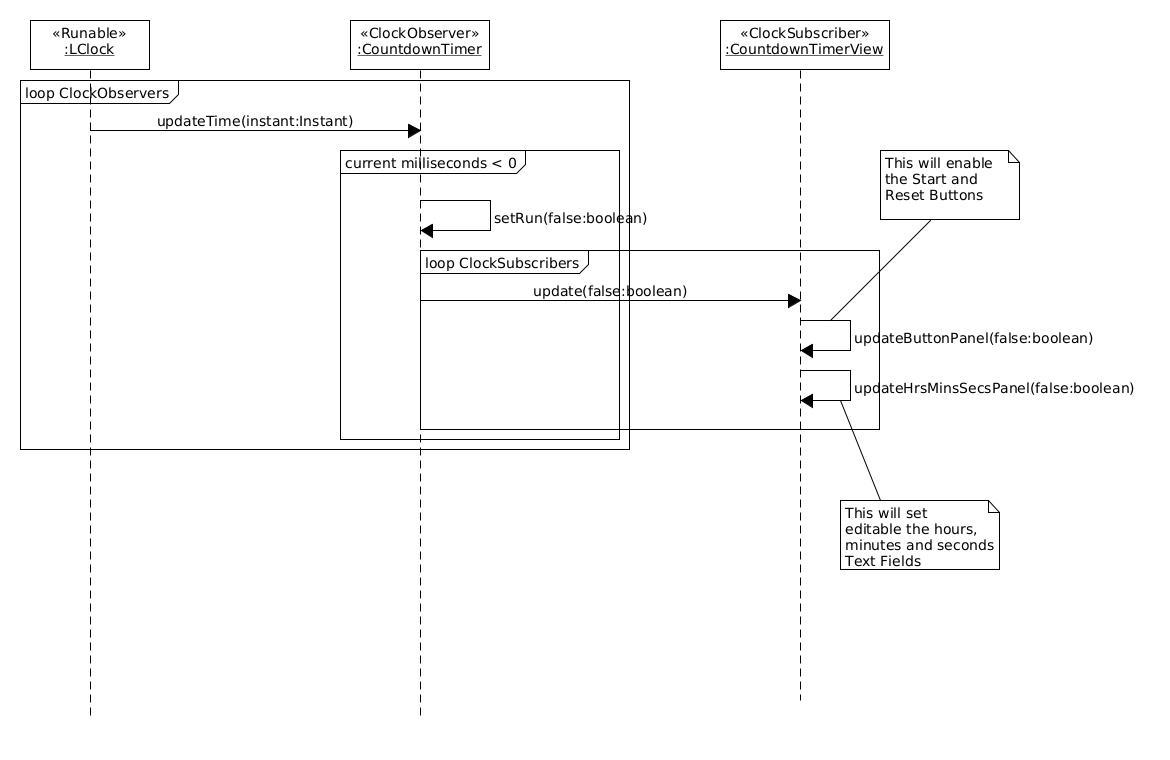 «Runable»
:LClock
«ClockObserver»
:CountdownTimer
«ClockSubscriber»
:CountdownTimerView
loop ClockObservers
updateTime(instant:Instant)
current milliseconds < 0
This will enable
the Start and
Reset Buttons
setRun(false:boolean)
loop ClockSubscribers
update(false:boolean)
updateButtonPanel(false:boolean)
updateHrsMinsSecsPanel(false:boolean)
This will set
editable the hours,
minutes and seconds
Text Fields